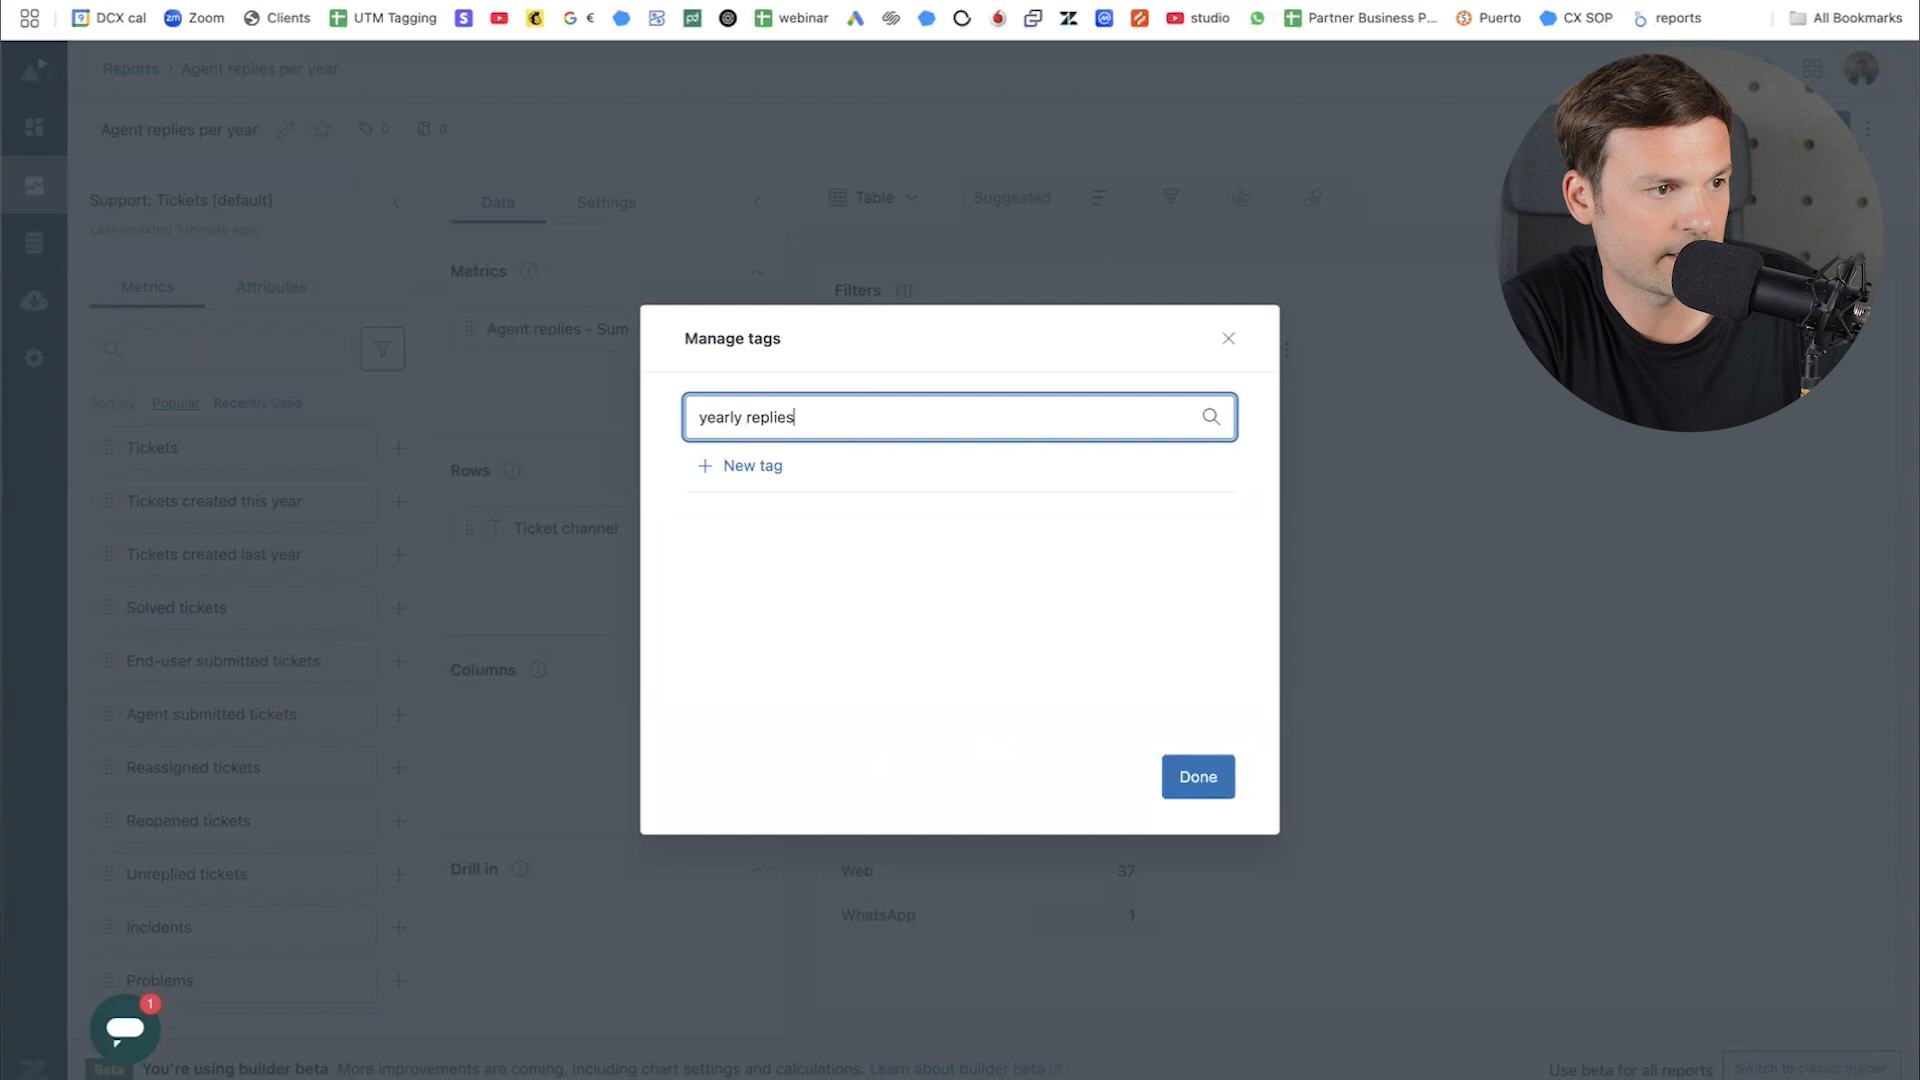 DCX cal Zoom Clients UTM Tagging € webinar studio Partner Business P... Puerto CX SOP reports All Bookmarks
Reports > Agent replies per year
Agent replies per year 0 0
Support: Tickets [default]
Last updated 1 minute ago
Metrics Attributes
Sort by: Popular Recently used
Tickets
Tickets created this year
Tickets created last year
Solved tickets
End-user submitted tickets
Agent submitted tickets
Reassigned tickets
Reopened tickets
Unreplied tickets
Incidents
Problems
Data Settings
Metrics
Agent replies - Sum
Rows
Ticket channel
Columns
Drill in
Table Suggested
Filters (1)
Manage tags
yearly replies
+ New tag
Done
Web 37
WhatsApp 1
1
Beta You're using builder beta More improvements are coming, including chart settings and calculations. Learn about builder beta
Use beta for all reports Switch to classic builder